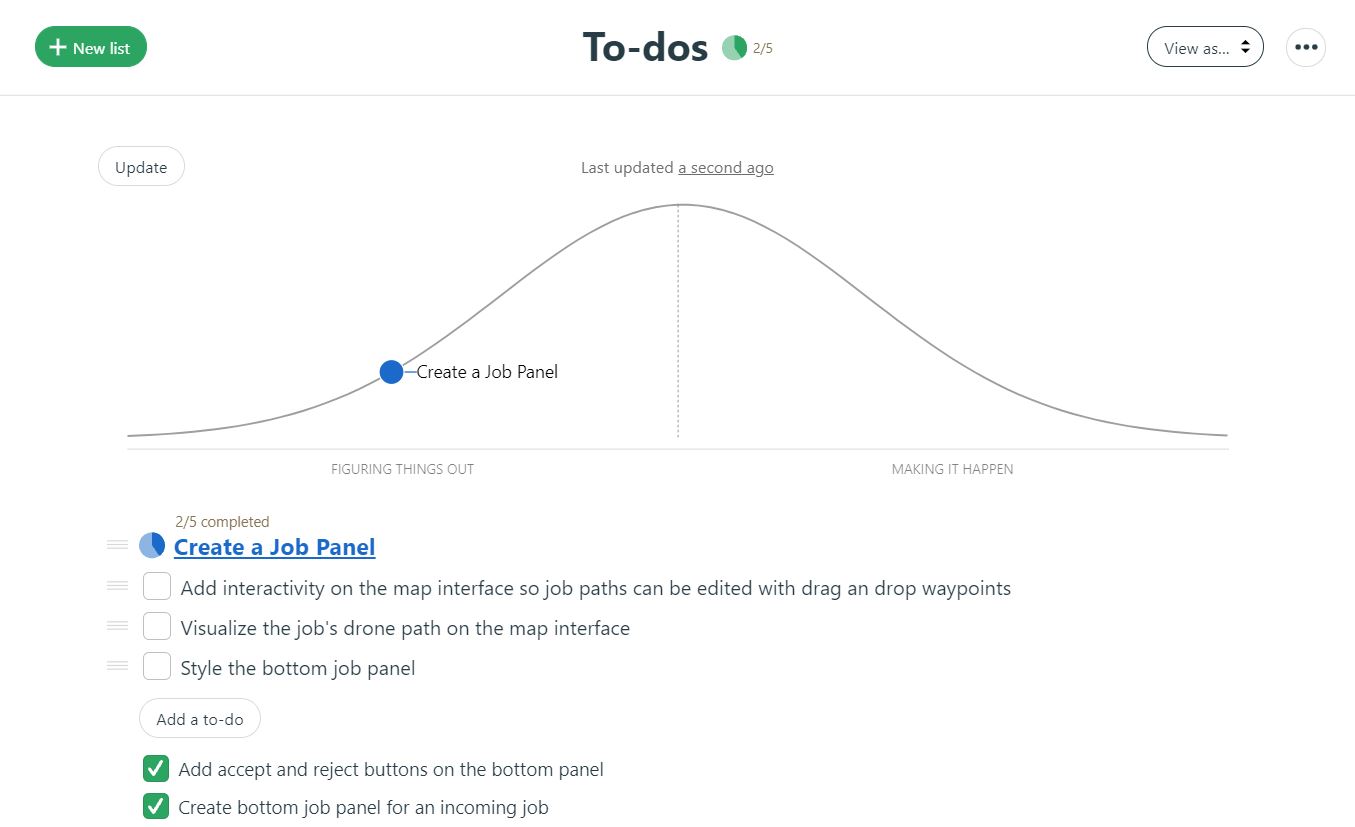 New list
To-dos
2/5
View as...
Update
Last updated a second ago
Create a Job Panel
FIGURING THINGS OUT
MAKING IT HAPPEN
2/5 completed
Create a Job Panel
Add interactivity on the map interface so job paths can be edited with drag an drop waypoints
Visualize the job's drone path on the map interface
Style the bottom job panel
Add a to-do
Add accept and reject buttons on the bottom panel
Create bottom job panel for an incoming job